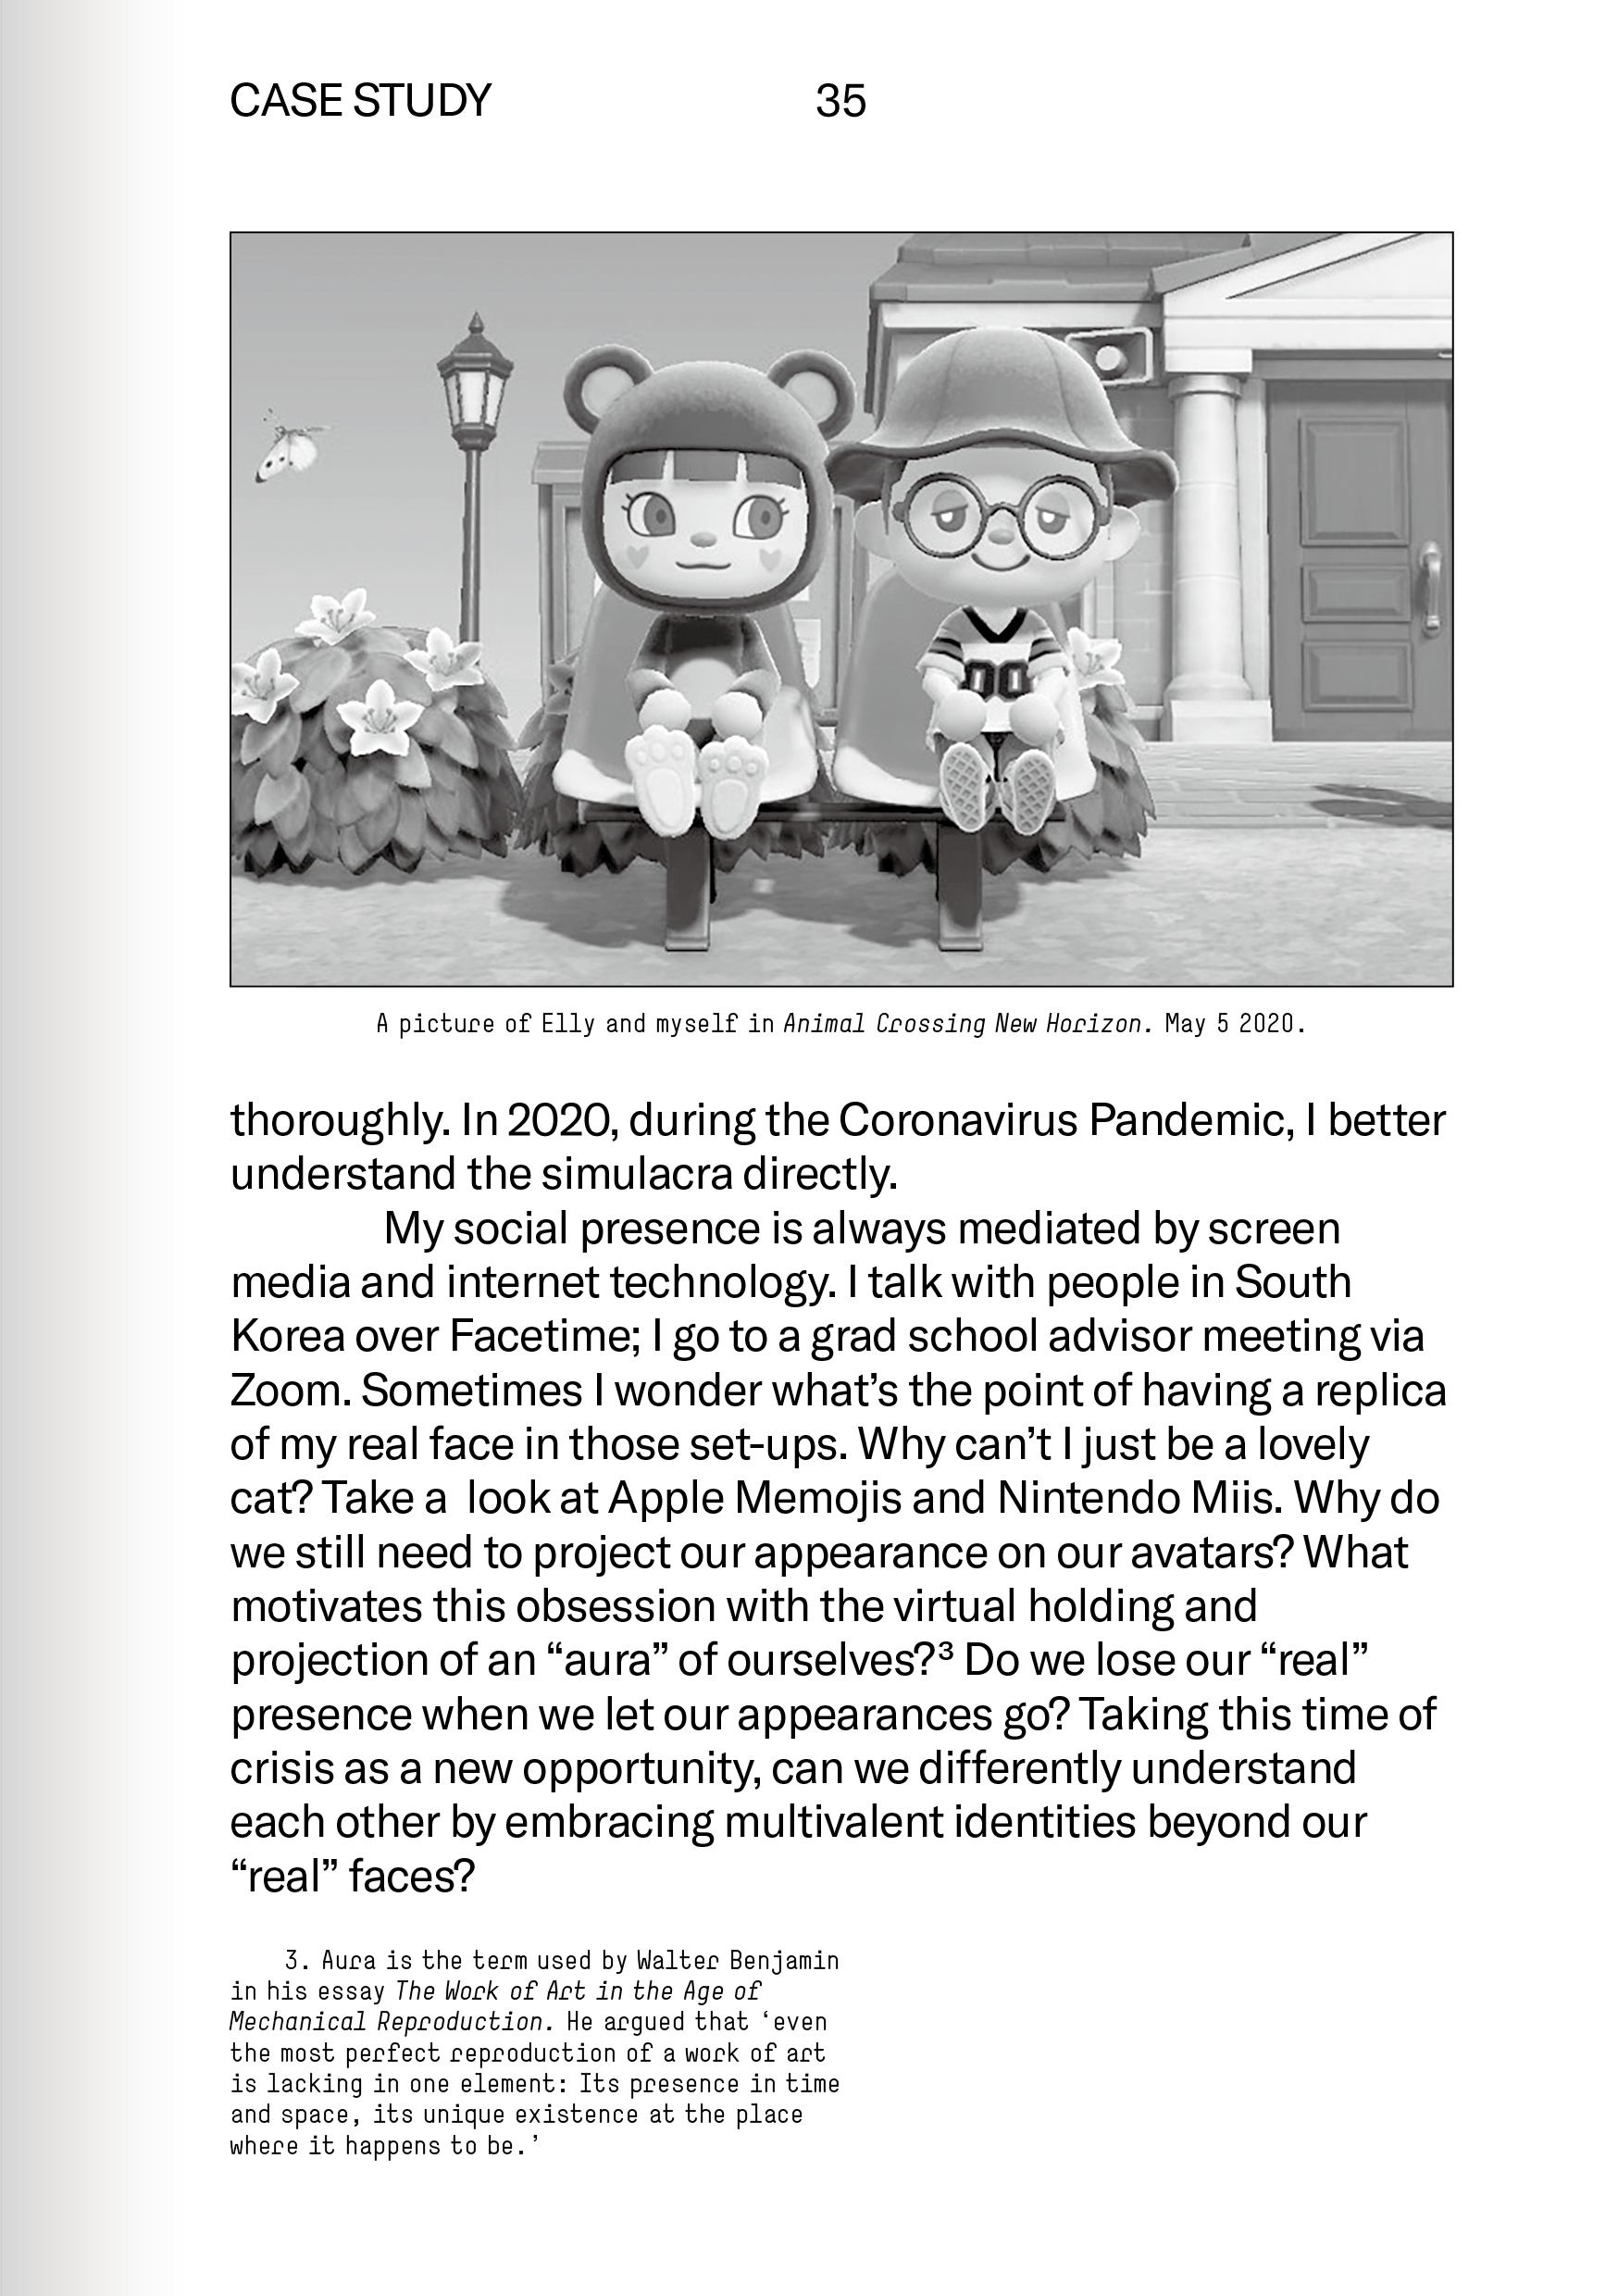 CASE STUDY 35
00
A picture of Elly and myself in Animal Crossing New Horizon. May 5 2020.
thoroughly. In 2020, during the Coronavirus Pandemic, I better
understand the simulacra directly.
My social presence is always mediated by screen
media and internet technology. I talk with people in South
Korea over Facetime; I go to a grad school advisor meeting via
Zoom. Sometimes I wonder what’s the point of having a replica
of my real face in those set-ups. Why can’t I just be a lovely
cat? Take a  look at Apple Memojis and Nintendo Miis. Why do
we still need to project our appearance on our avatars? What
motivates this obsession with the virtual holding and
projection of an “aura” of ourselves?³ Do we lose our “real”
presence when we let our appearances go? Taking this time of
crisis as a new opportunity, can we differently understand
each other by embracing multivalent identities beyond our
“real” faces?
3. Aura is the term used by Walter Benjamin
in his essay The Work of Art in the Age of
Mechanical Reproduction. He argued that ‘even
the most perfect reproduction of a work of art
is lacking in one element: Its presence in time
and space, its unique existence at the place
where it happens to be.’